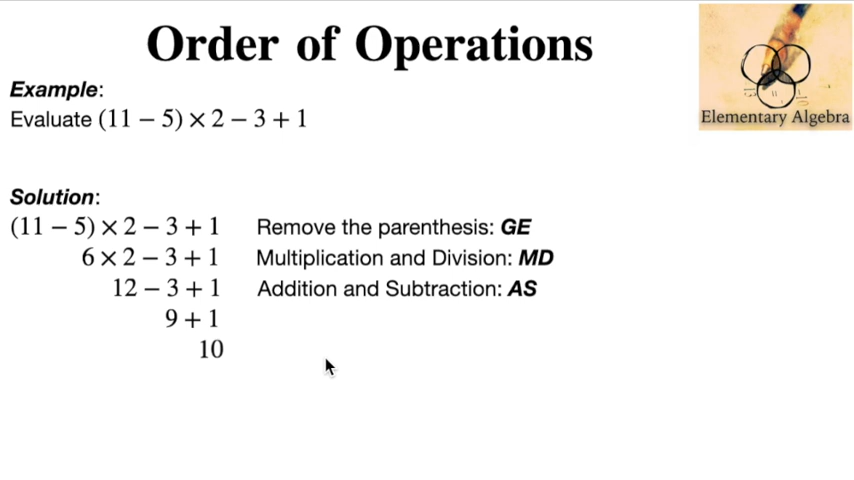 Order of Operations
Elementary Algebra
Example:
Evaluate (11 − 5) × 2 − 3 + 1
Solution:
(11 − 5) × 2 − 3 + 1 Remove the parenthesis: GE
6 × 2 − 3 + 1 Multiplication and Division: MD
12 − 3 + 1 Addition and Subtraction: AS
9 + 1
10